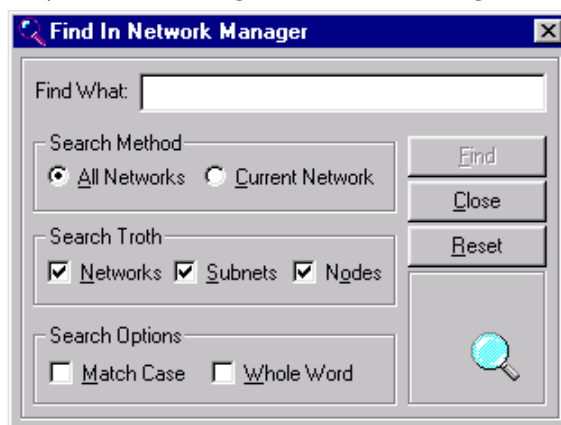 Find In Network Manager
Find What:
Search Method
All Networks Current Network
Find
Close
Search Troth
Networks Subnets Nodes
Reset
Search Options
Match Case Whole Word